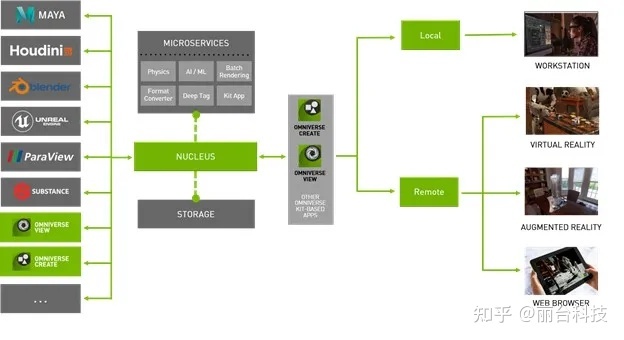 MAYA
Houdini
blender
UNREAL
ENGINE
ParaView
SUBSTANCE
OMNIVERSE
VIEW
OMNIVERSE
CREATE
...
MICROSERVICES
Physics
AI / ML
Batch
Rendering
Format
Converter
Deep Tag
Kit App
NUCLEUS
STORAGE
OMNIVERSE
CREATE
OMNIVERSE
VIEW
OTHER
OMNIVERSE
KIT-BASED
APPS
Local
Remote
WORKSTATION
VIRTUAL REALITY
AUGMENTED REALITY
WEB BROWSER
知乎 @丽台科技